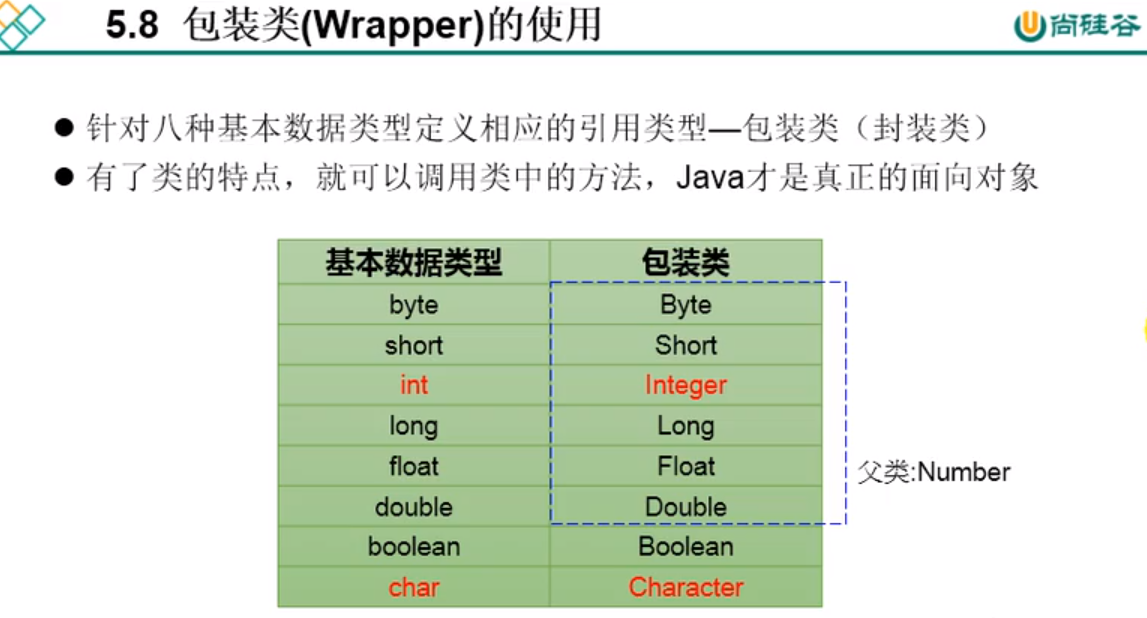 5.8 包装类(Wrapper)的使用
尚硅谷
● 针对八种基本数据类型定义相应的引用类型—包装类（封装类）
● 有了类的特点，就可以调用类中的方法，Java才是真正的面向对象
基本数据类型 包装类
byte Byte
short Short
int Integer
long Long
float Float
父类:Number
double Double
boolean Boolean
char Character